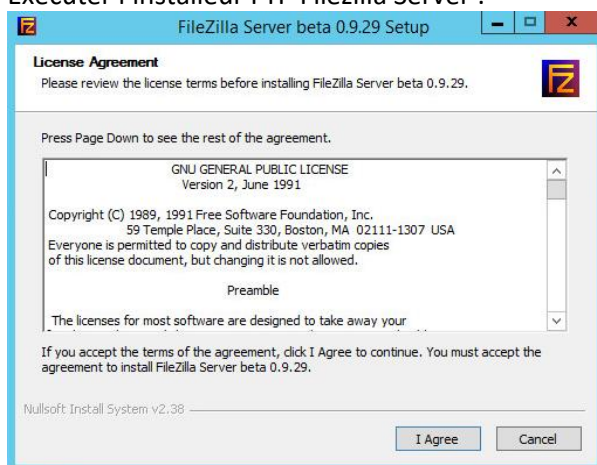 Exécuter l'installeur FTP Filezilla Server :
FileZilla Server beta 0.9.29 Setup
License Agreement
Please review the license terms before installing FileZilla Server beta 0.9.29.
Press Page Down to see the rest of the agreement.
GNU GENERAL PUBLIC LICENSE
Version 2, June 1991
Copyright (C) 1989, 1991 Free Software Foundation, Inc.
59 Temple Place, Suite 330, Boston, MA 02111-1307 USA
Everyone is permitted to copy and distribute verbatim copies
of this license document, but changing it is not allowed.
Preamble
The licenses for most software are designed to take away your
If you accept the terms of the agreement, click I Agree to continue. You must accept the
agreement to install FileZilla Server beta 0.9.29.
Nullsoft Install System v2.38
I Agree Cancel